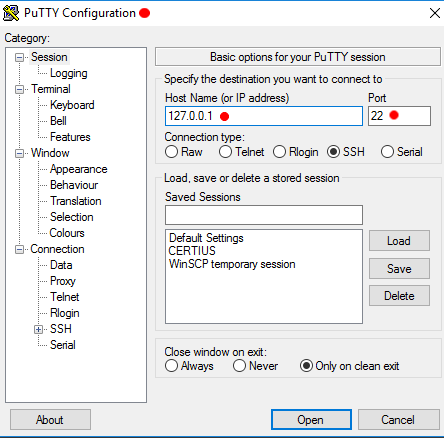 PuTTY Configuration
Category:
Session
Logging
Terminal
Keyboard
Bell
Features
Window
Appearance
Behaviour
Translation
Selection
Colours
Connection
Data
Proxy
Telnet
Rlogin
SSH
Serial
Basic options for your PuTTY session
Specify the destination you want to connect to
Host Name (or IP address) Port
127.0.0.1 22
Connection type:
Raw Telnet Rlogin SSH Serial
Load, save or delete a stored session
Saved Sessions
Default Settings
CERTIUS
WinSCP temporary session
Load
Save
Delete
Close window on exit:
Always Never Only on clean exit
About Open Cancel